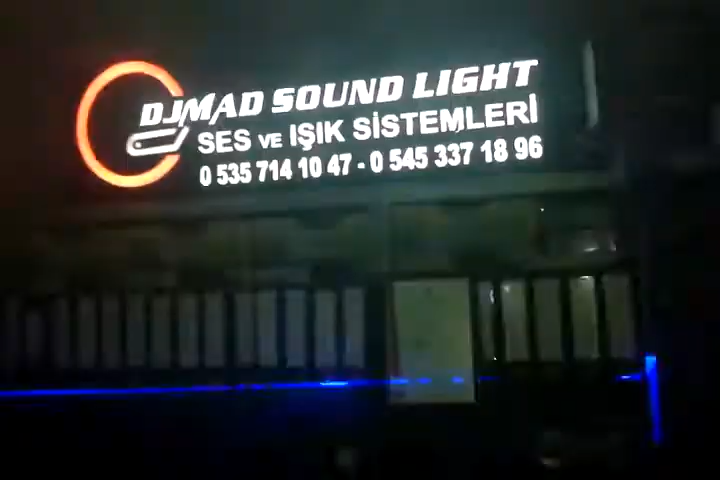 DJMAD SOUND LIGHT
SES VE IŞIK SİSTEMLERİ
0 535 714 10 47 - 0 545 337 18 96